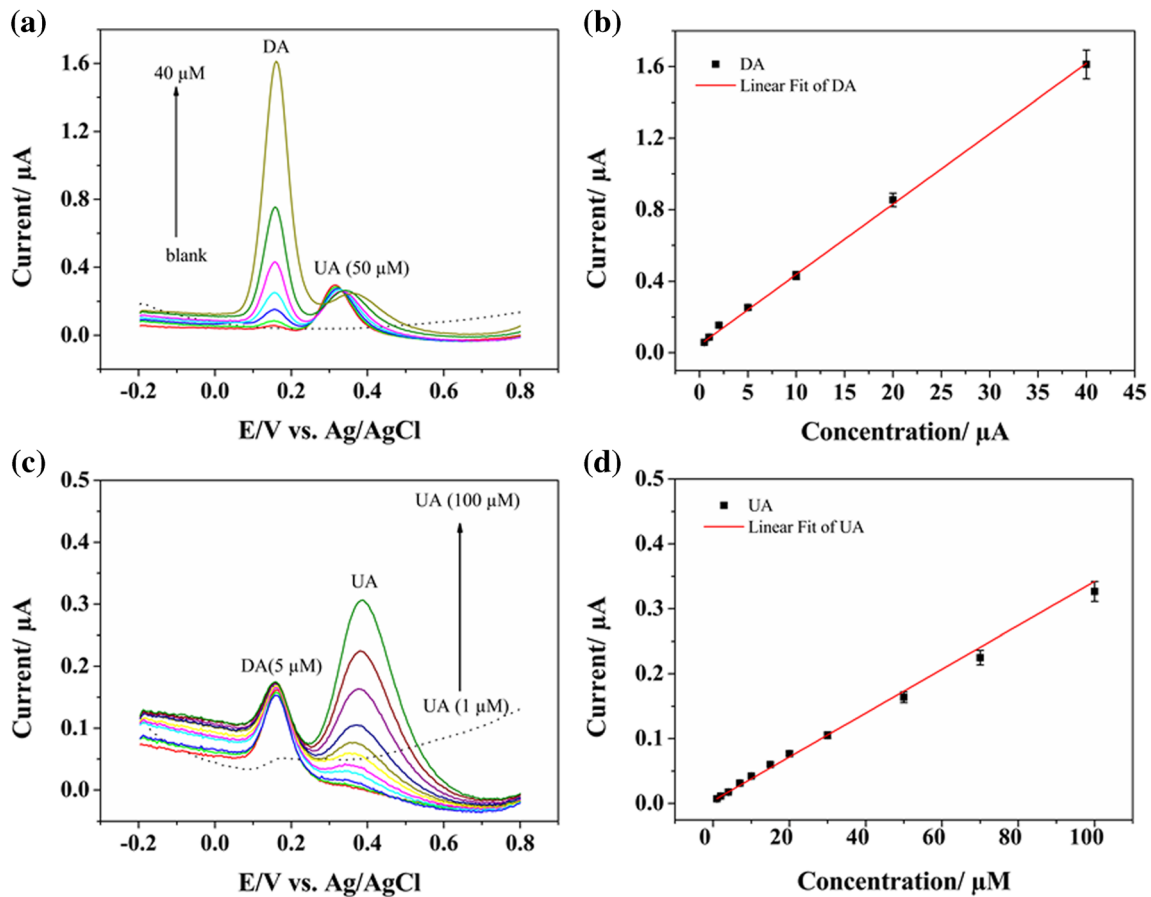 (a)
DA
40 µM
blank
UA (50 µM)
1.6
1.2
0.8
0.4
0.0
-0.2 0.0 0.2 0.4 0.6 0.8
Current/ µA
E/V vs. Ag/AgCl
(b)
DA
Linear Fit of DA
1.6
1.2
0.8
0.4
0.0
0 5 10 15 20 25 30 35 40 45
Current/ µA
Concentration/ µA
(c)
UA (100 µM)
UA
DA(5 µM)
UA (1 µM)
0.5
0.4
0.3
0.2
0.1
0.0
-0.2 0.0 0.2 0.4 0.6 0.8
Current/ µA
E/V vs. Ag/AgCl
(d)
UA
Linear Fit of UA
0.5
0.4
0.3
0.2
0.1
0.0
0 20 40 60 80 100
Current/ µA
Concentration/ µM